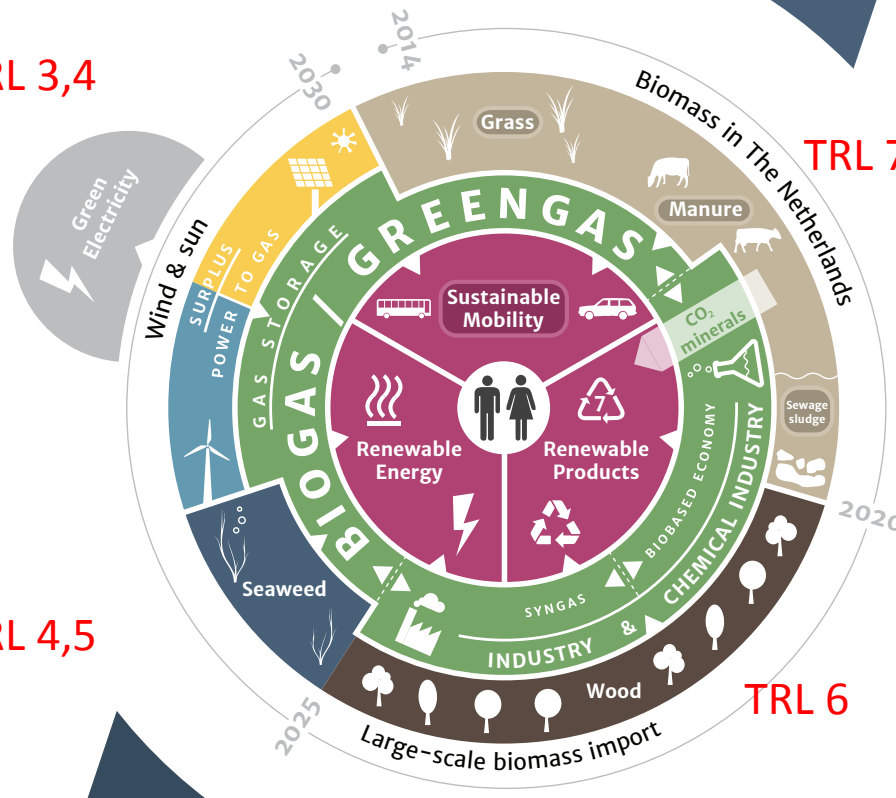 RL 3,4
2030
2014
Biomass in The Netherlands
TRL 7
Grass
Manure
Green
Electricity
Wind & sun
SURPLUS
POWER TO GAS
GAS STORAGE
BIOGAS / GREENGAS
Sustainable
Mobility
CO₂
minerals
Sewage
sludge
7
Renewable
Energy
Renewable
Products
BIOBASED ECONOMY
SYNGAS
INDUSTRY & CHEMICAL INDUSTRY
2020
Seaweed
RL 4,5
Wood
TRL 6
2025
Large-scale biomass import